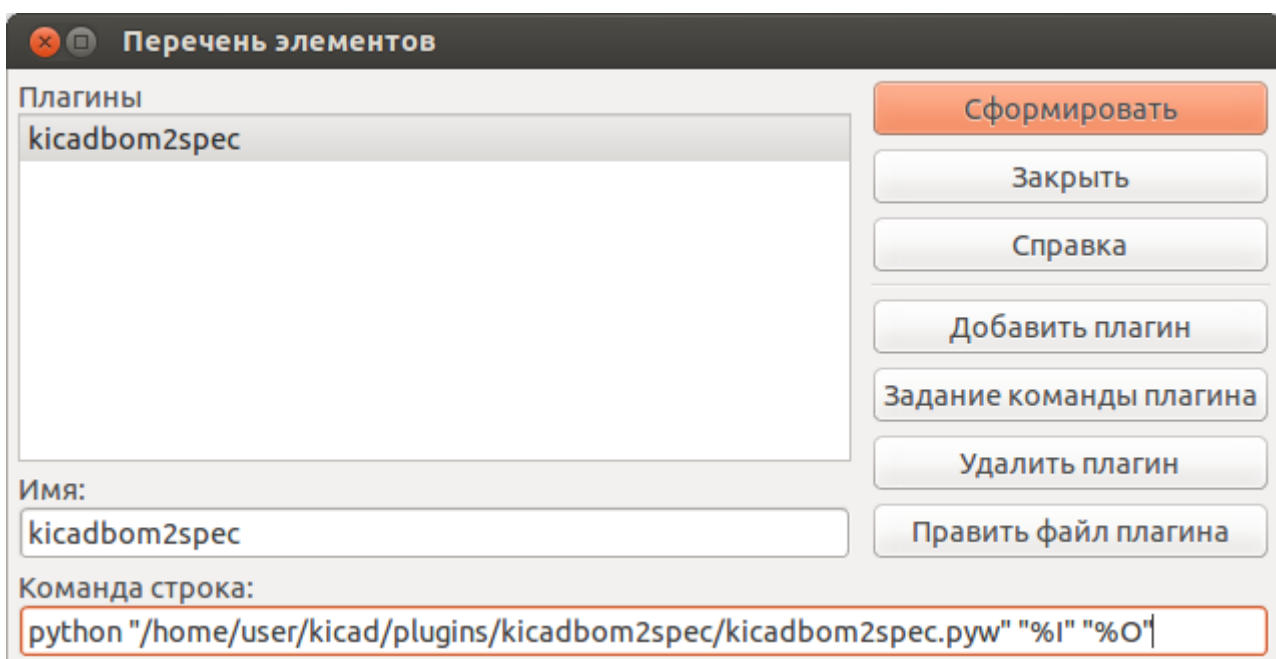 Перечень элементов
Плагины
kicadbom2spec
Сформировать
Закрыть
Справка
Добавить плагин
Задание команды плагина
Удалить плагин
Править файл плагина
Имя:
kicadbom2spec
Команда строка:
python "/home/user/kicad/plugins/kicadbom2spec/kicadbom2spec.pyw" "%I" "%O"